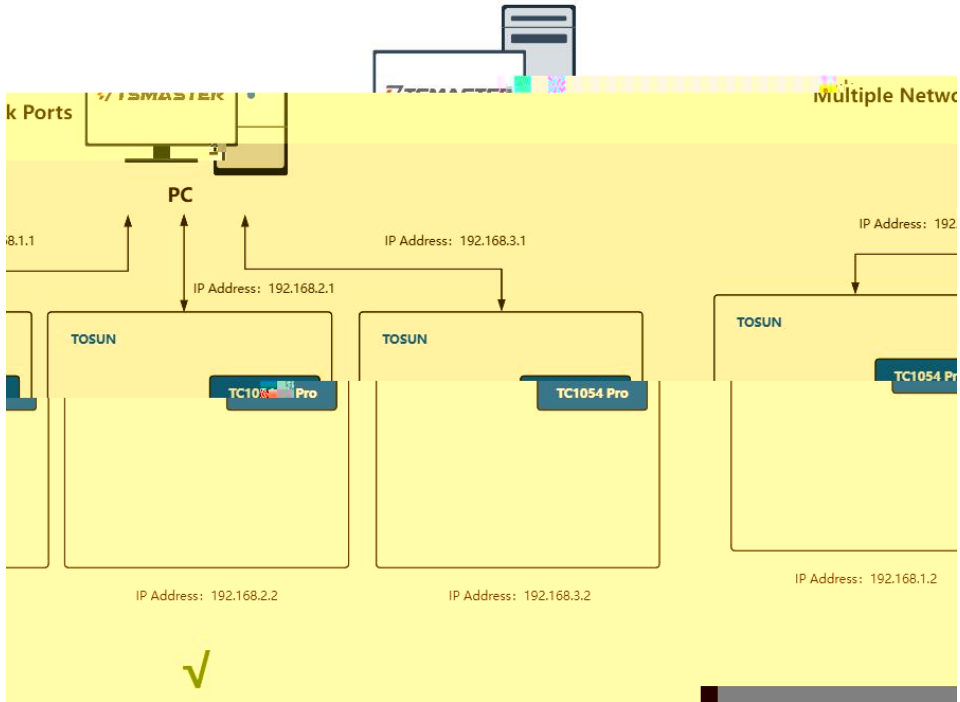 Multiple Netwo
k Ports
TSMASTER
PC
8.1.1
IP Address: 192.168.3.1
IP Address: 192.
IP Address: 192.168.2.1
TOSUN
TOSUN
TOSUN
Pro
TC1054 Pro
TC1054 Pr
IP Address: 192.168.2.2
IP Address: 192.168.3.2
IP Address: 192.168.1.2
√